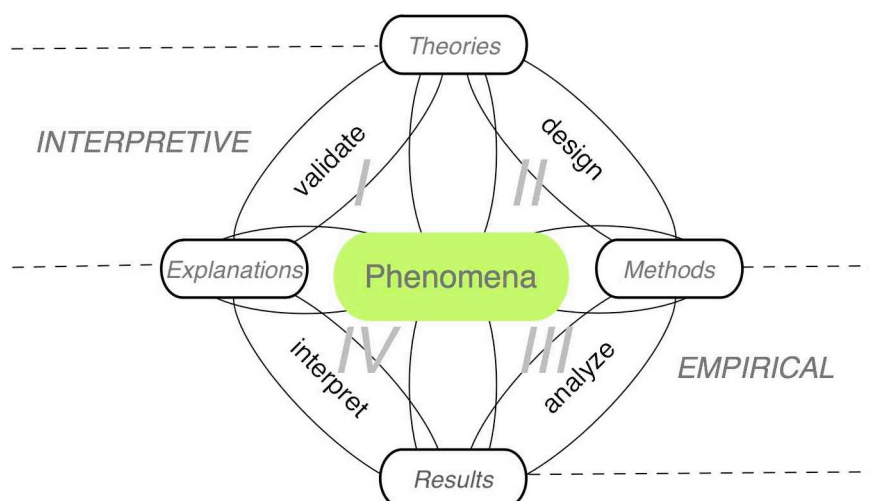 Theories
INTERPRETIVE
validate
design
I
II
Explanations
Phenomena
Methods
IV
III
interpret
analyze
EMPIRICAL
Results